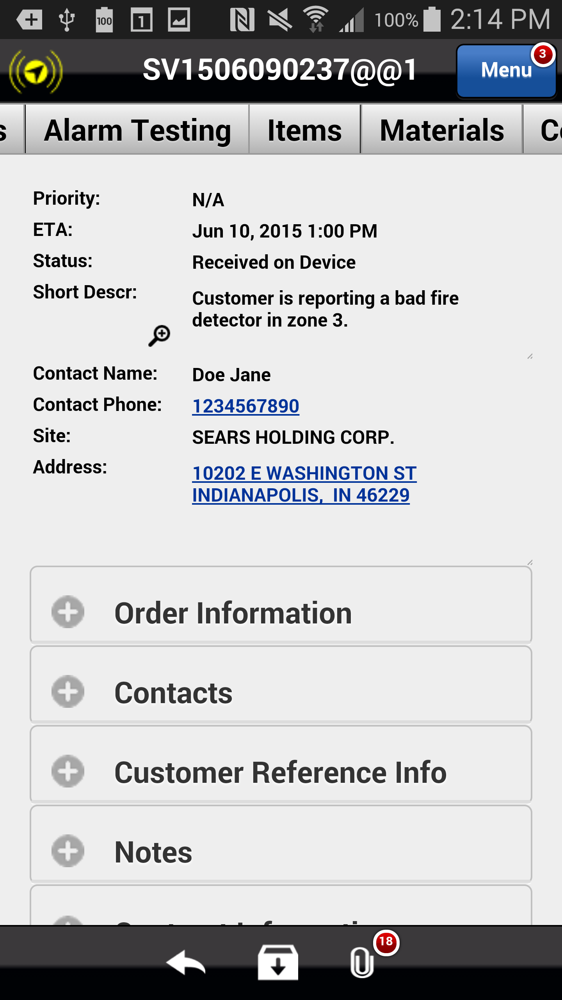 100
1
100%
2:14 PM
SV1506090237@@1
Menu
3
s
Alarm Testing
Items
Materials
Priority:
N/A
ETA:
Jun 10, 2015 1:00 PM
Status:
Received on Device
Short Descr:
Customer is reporting a bad fire
detector in zone 3.
Contact Name:
Doe Jane
Contact Phone:
1234567890
Site:
SEARS HOLDING CORP.
Address:
10202 E WASHINGTON ST
INDIANAPOLIS,  IN 46229
Order Information
Contacts
Customer Reference Info
Notes
18